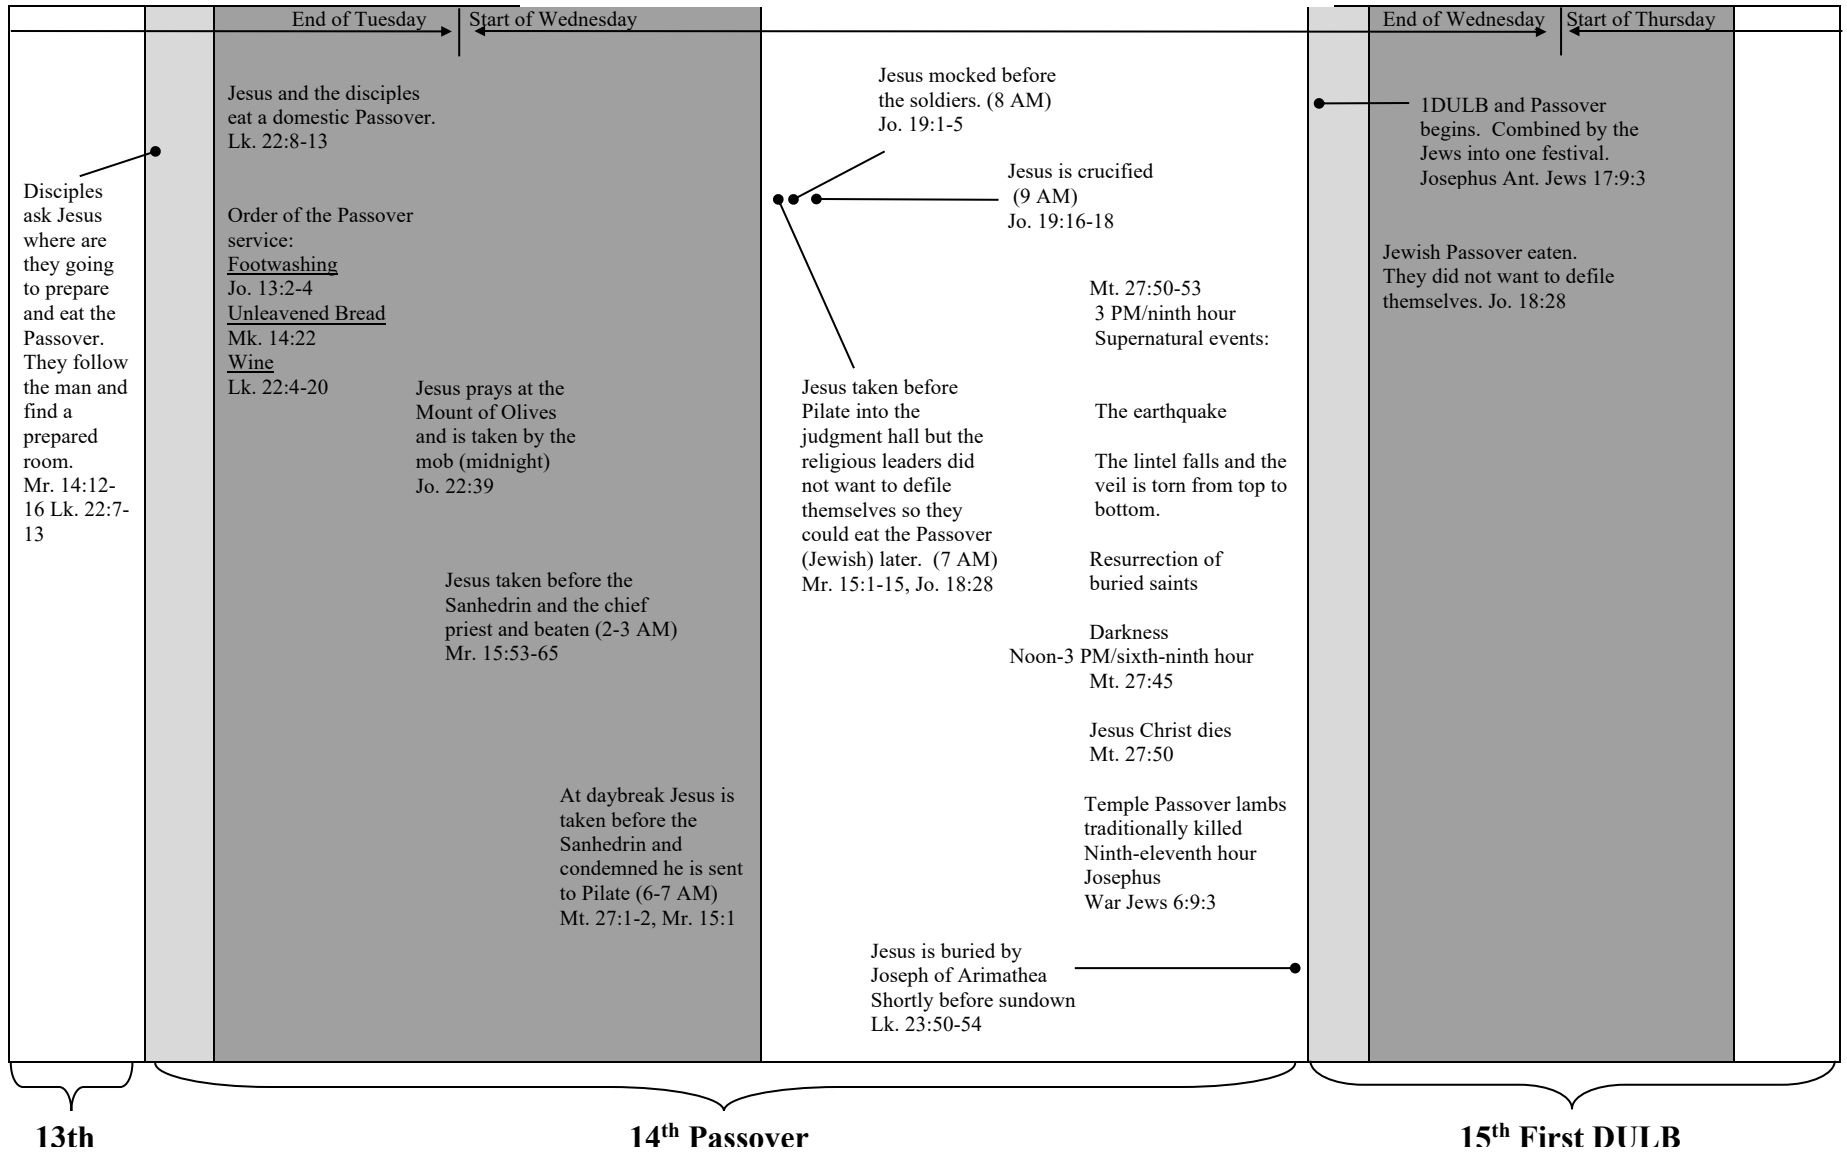 End of Tuesday
Start of Wednesday
End of Wednesday
Start of Thursday
Disciples
ask Jesus
where are
they going
to prepare
and eat the
Passover.
They follow
the man and
find a
prepared
room.
Mr. 14:12-
16 Lk. 22:7-
13
Jesus and the disciples
eat a domestic Passover.
Lk. 22:8-13
Order of the Passover
service:
Footwashing
Jo. 13:2-4
Unleavened Bread
Mk. 14:22
Wine
Lk. 22:4-20
Jesus prays at the
Mount of Olives
and is taken by the
mob (midnight)
Jo. 22:39
Jesus taken before the
Sanhedrin and the chief
priest and beaten (2-3 AM)
Mr. 15:53-65
At daybreak Jesus is
taken before the
Sanhedrin and
condemned he is sent
to Pilate (6-7 AM)
Mt. 27:1-2, Mr. 15:1
Jesus mocked before
the soldiers. (8 AM)
Jo. 19:1-5
Jesus is crucified
(9 AM)
Jo. 19:16-18
Jesus taken before
Pilate into the
judgment hall but the
religious leaders did
not want to defile
themselves so they
could eat the Passover
(Jewish) later. (7 AM)
Mr. 15:1-15, Jo. 18:28
Mt. 27:50-53
3 PM/ninth hour
Supernatural events:
The earthquake
The lintel falls and the
veil is torn from top to
bottom.
Resurrection of
buried saints
Darkness
Noon-3 PM/sixth-ninth hour
Mt. 27:45
Jesus Christ dies
Mt. 27:50
Temple Passover lambs
traditionally killed
Ninth-eleventh hour
Josephus
War Jews 6:9:3
Jesus is buried by
Joseph of Arimathea
Shortly before sundown
Lk. 23:50-54
1DULB and Passover
begins. Combined by the
Jews into one festival.
Josephus Ant. Jews 17:9:3
Jewish Passover eaten.
They did not want to defile
themselves. Jo. 18:28
13th
14th Passover
15th First DULB